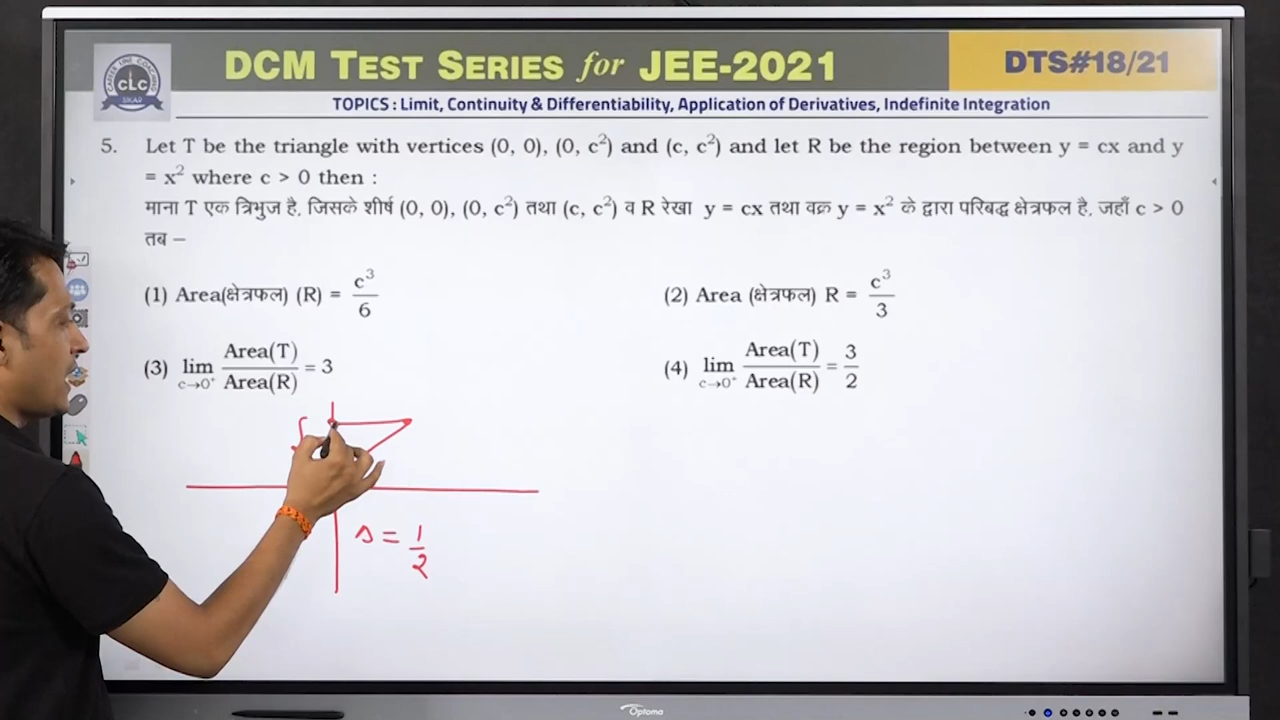 DCM TEST SERIES for JEE-2021
DTS#18/21
CLC
SIKAR
TOPICS : Limit, Continuity & Differentiability, Application of Derivatives, Indefinite Integration
5. Let T be the triangle with vertices (0, 0), (0, c²) and (c, c²) and let R be the region between y = cx and y
= x² where c > 0 then :
माना T एक त्रिभुज है, जिसके शीर्ष (0, 0), (0, c²) तथा (c, c²) व R रेखा y = cx तथा वक्र y = x² के द्वारा परिबद्ध क्षेत्रफल है, जहाँ c > 0
तब –
(1) Area(क्षेत्रफल) (R) = c³/6
(2) Area (क्षेत्रफल) R = c³/3
(3) lim c→0⁺ Area(T)/Area(R) = 3
(4) lim c→0⁺ Area(T)/Area(R) = 3/2
s = 1/2
Optoma